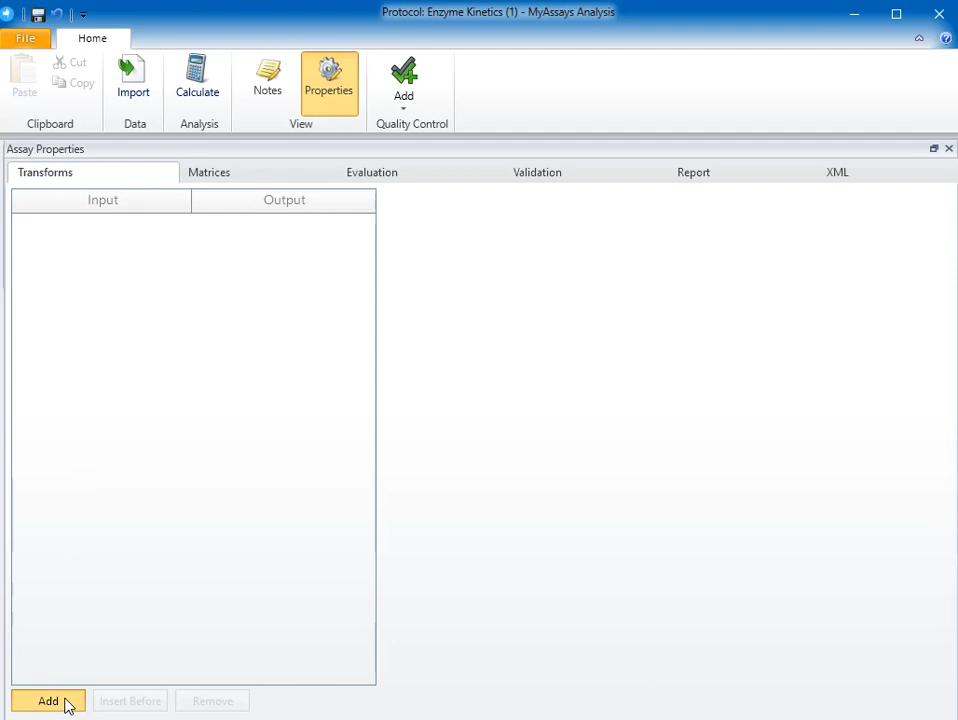 Protocol: Enzyme Kinetics (1) - MyAssays Analysis
File Home
Paste Cut Copy Import Calculate Notes Properties Add
Clipboard Data Analysis View Quality Control
Assay Properties
Transforms Matrices Evaluation Validation Report XML
Input Output
Add Insert Before Remove